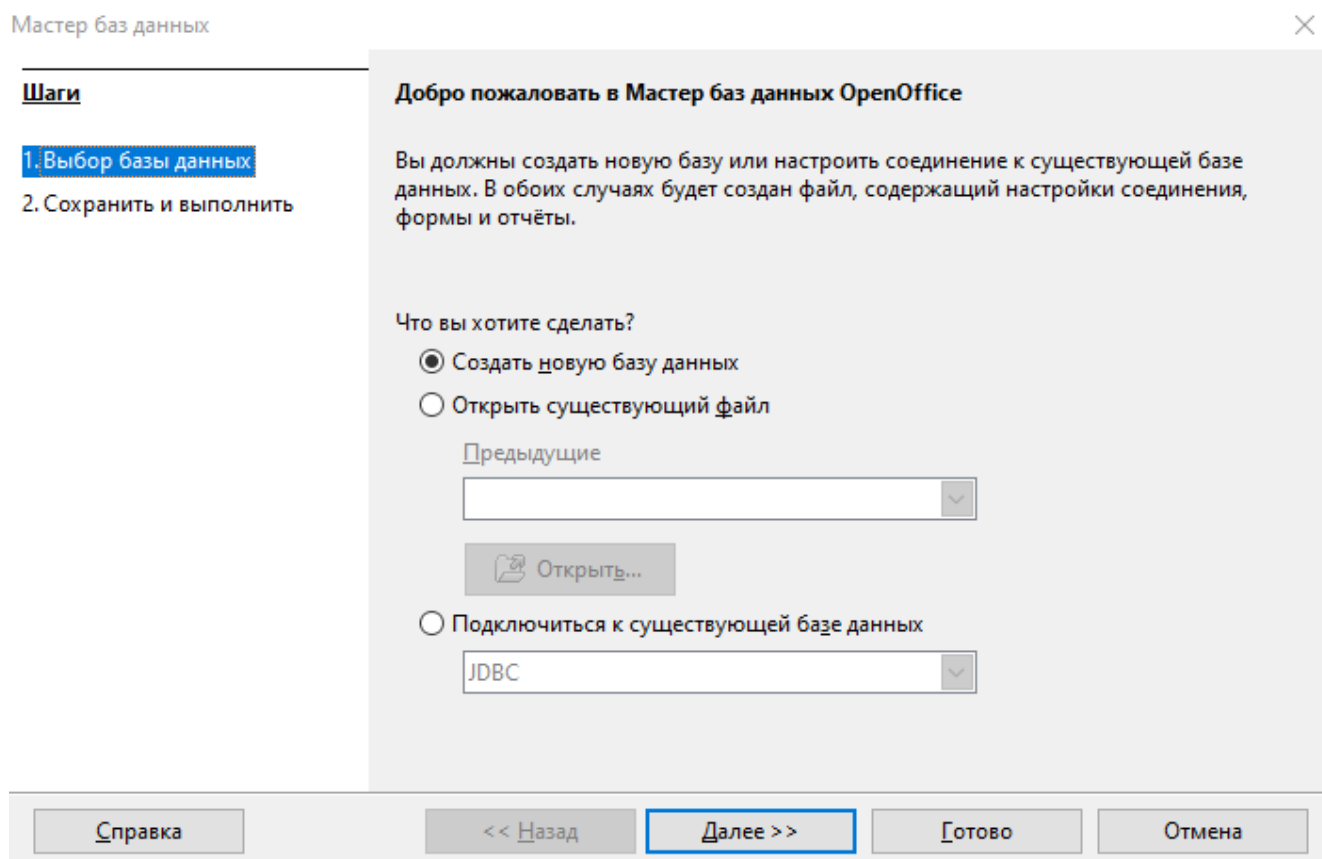 Мастер баз данных
Шаги
1. Выбор базы данных
2. Сохранить и выполнить
Добро пожаловать в Мастер баз данных OpenOffice
Вы должны создать новую базу или настроить соединение к существующей базе
данных. В обоих случаях будет создан файл, содержащий настройки соединения,
формы и отчёты.
Что вы хотите сделать?
Создать новую базу данных
Открыть существующий файл
Предыдущие
Открыть...
Подключиться к существующей базе данных
JDBC
Справка
<< Назад
Далее >>
Готово
Отмена